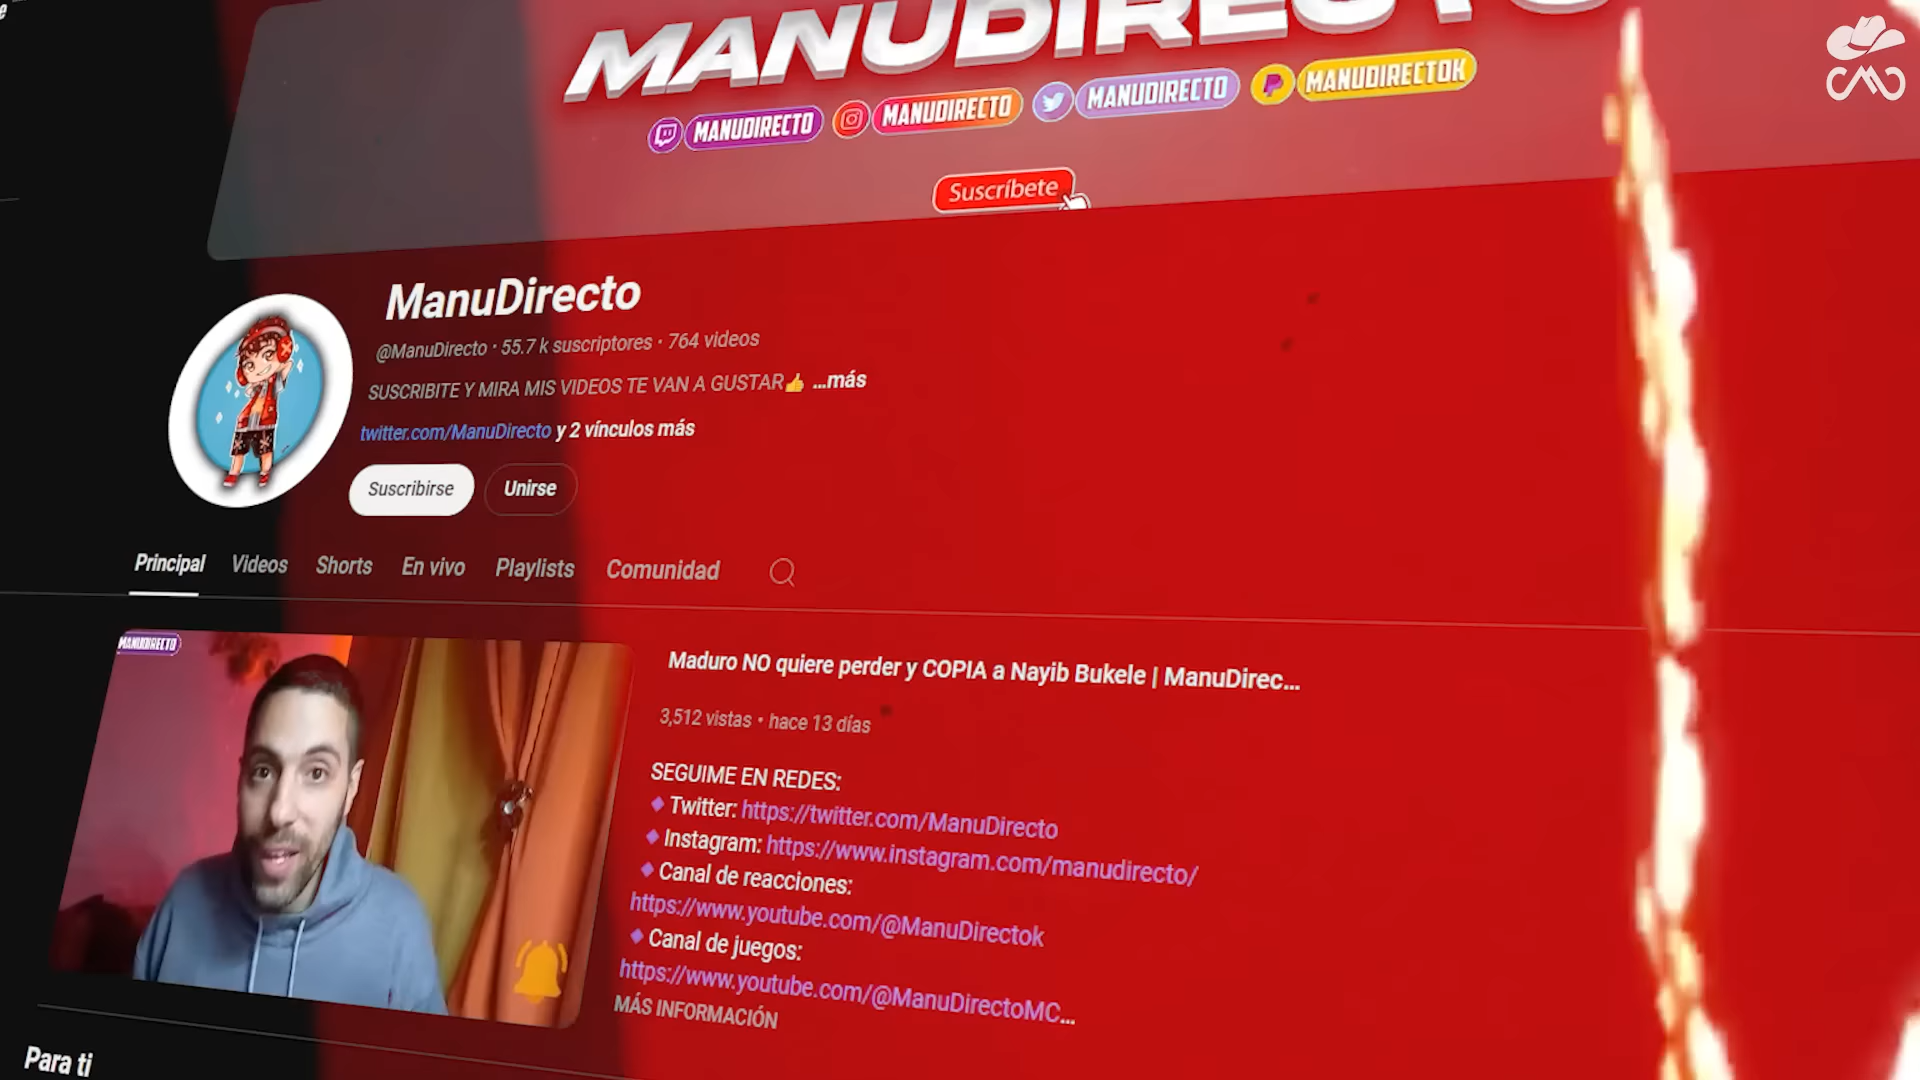 MANUDIRECTO
MANUDIRECTO
MANUDIRECTO
MANUDIRECTO
MANUDIRECTOK
Suscríbete
ManuDirecto
@ManuDirecto · 55.7 k suscriptores · 764 videos
SUSCRIBITE Y MIRA MIS VIDEOS TE VAN A GUSTAR👍 ...más
twitter.com/ManuDirecto y 2 vínculos más
Suscribirse
Unirse
Principal Videos Shorts En vivo Playlists Comunidad
MANUDIRECTO
Maduro NO quiere perder y COPIA a Nayib Bukele | ManuDirec...
3,512 vistas · hace 13 días
SEGUIME EN REDES:
🔹Twitter: https://twitter.com/ManuDirecto
🔹Instagram: https://www.instagram.com/manudirecto/
🔹Canal de reacciones:
https://www.youtube.com/@ManuDirectok
🔹Canal de juegos:
https://www.youtube.com/@ManuDirectoMC...
MÁS INFORMACIÓN
Para ti